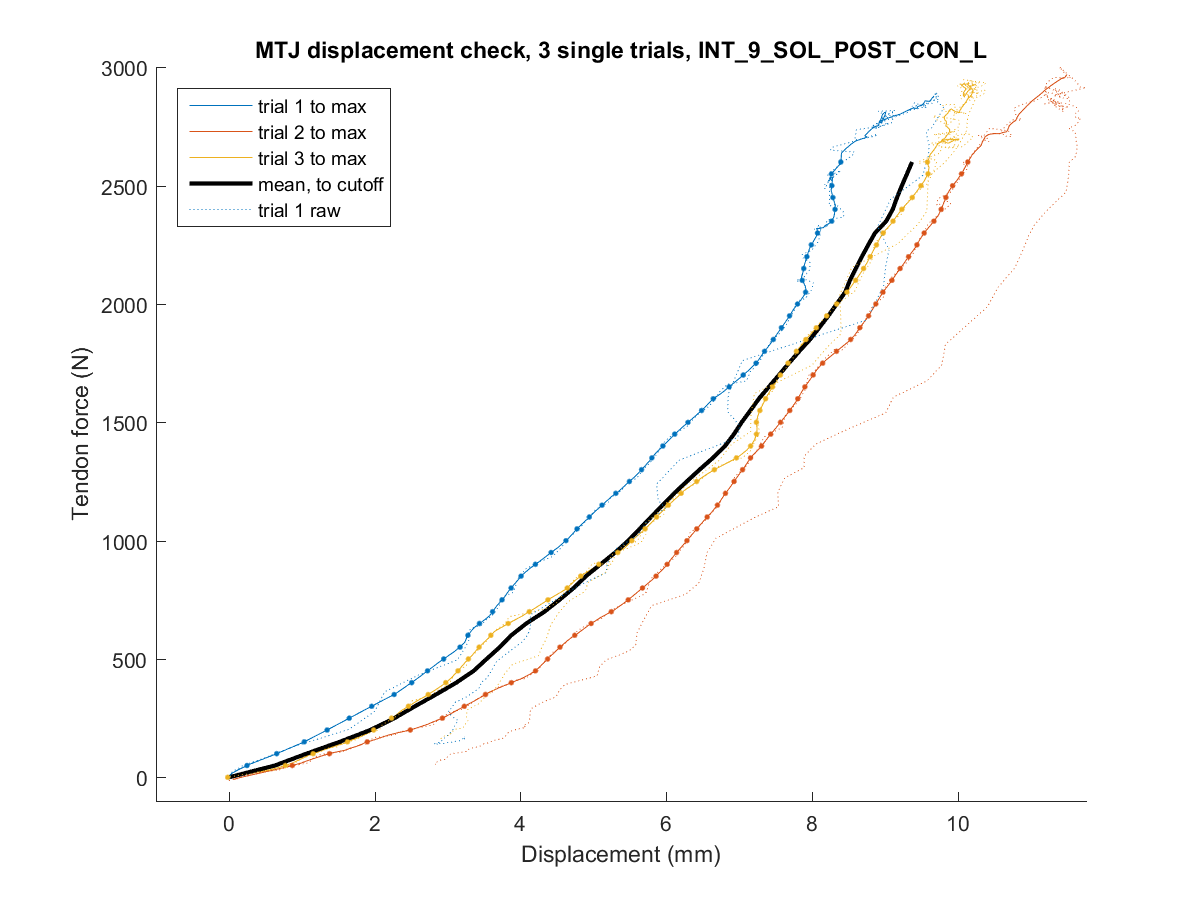 MTJ displacement check, 3 single trials, INT_9_SOL_POST_CON_L
trial 1 to max
trial 2 to max
trial 3 to max
mean, to cutoff
trial 1 raw
Tendon force (N)
3000
2500
2000
1500
1000
500
0
0 2 4 6 8 10
Displacement (mm)